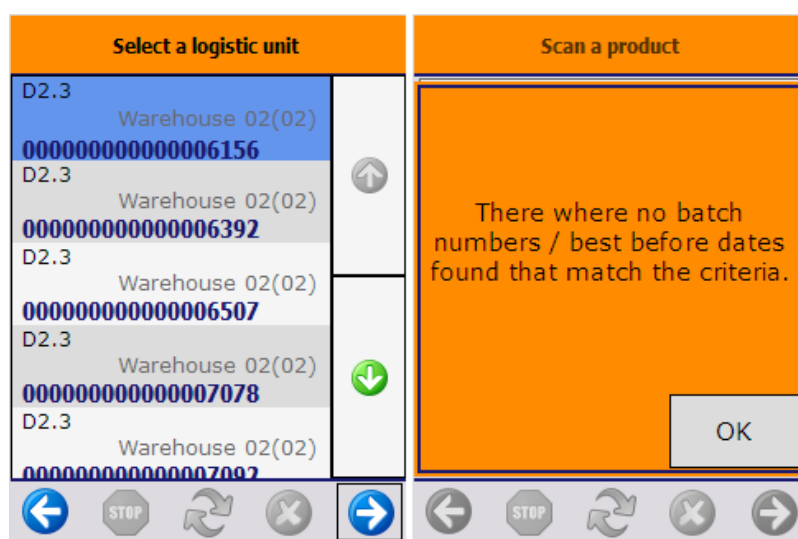 Select a logistic unit
D2.3
Warehouse 02(02)
000000000000006156
D2.3
Warehouse 02(02)
000000000000006392
D2.3
Warehouse 02(02)
000000000000006507
D2.3
Warehouse 02(02)
000000000000007078
D2.3
Warehouse 02(02)
000000000000007092
STOP
Scan a product
There where no batch
numbers / best before dates
found that match the criteria.
OK
STOP